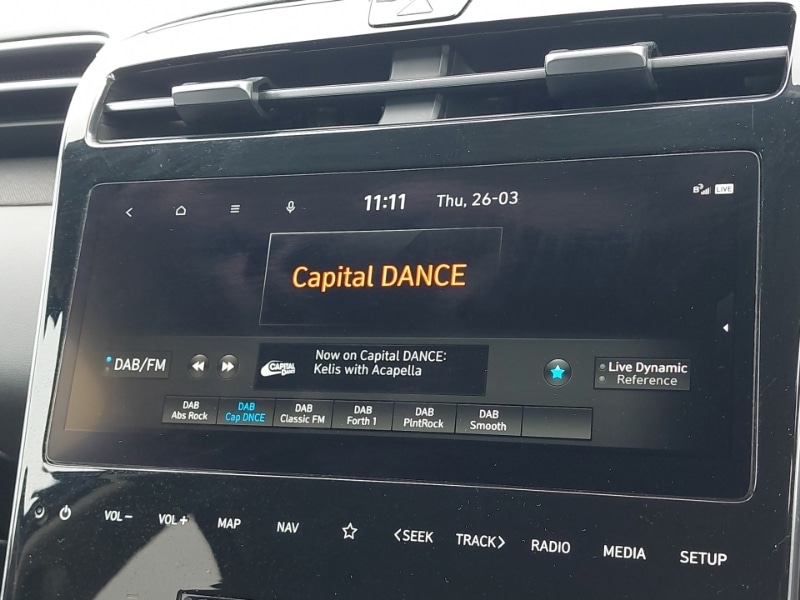 11:11 Thu, 26-03
LIVE
Capital DANCE
DAB/FM
CAPITAL
DANCE
Now on Capital DANCE:
Kelis with Acapella
Live Dynamic
Reference
DAB
Abs Rock
DAB
Cap DNCE
DAB
Classic FM
DAB
Forth 1
DAB
PlntRock
DAB
Smooth
VOL− VOL+ MAP NAV <SEEK TRACK> RADIO MEDIA SETUP